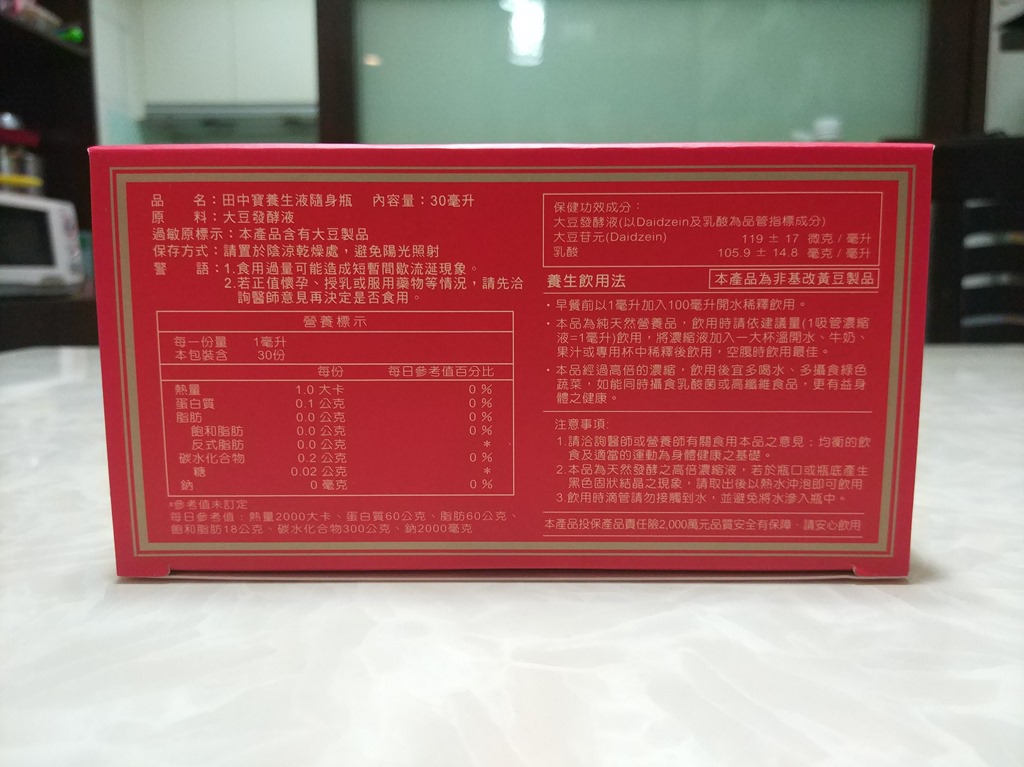 品　　名：田中寶養生液隨身瓶　內容量：30毫升
原　　料：大豆發酵液
過敏原標示：本產品含有大豆製品
保存方式：請置於陰涼乾燥處，避免陽光照射
警　　語：1.食用過量可能造成短暫間歇流涎現象。
2.若正值懷孕、授乳或服用藥物等情況，請先洽
詢醫師意見再決定是否食用。
營養標示
每一份量　1毫升
本包裝含　30份
每份　每日參考值百分比
熱量　1.0 大卡　0 %
蛋白質　0.1 公克　0 %
脂肪　0.0 公克　0 %
飽和脂肪　0.0 公克　0 %
反式脂肪　0.0 公克　*
碳水化合物　0.2 公克　0 %
糖　0.02 公克　*
鈉　0 毫克　0 %
*參考值未訂定
每日參考值：熱量2000大卡、蛋白質60公克、脂肪60公克、
飽和脂肪18公克、碳水化合物300公克、鈉2000毫克
保健功效成分：
大豆發酵液(以Daidzein及乳酸為品管指標成分)
大豆苷元(Daidzein)　119 ± 17 微克 / 毫升
乳酸　105.9 ± 14.8 毫克 / 毫升
養生飲用法　本產品為非基改黃豆製品
・早餐前以1毫升加入100毫升開水稀釋飲用。
・本品為純天然營養品，飲用時請依建議量(1吸管濃縮
液=1毫升)飲用，將濃縮液加入一大杯溫開水、牛奶、
果汁或專用杯中稀釋後飲用，空腹時飲用最佳。
・本品經過高倍的濃縮，飲用後宜多喝水、多攝食綠色
蔬菜，如能同時攝食乳酸菌或高纖維食品，更有益身
體之健康。
注意事項:
1.請洽詢醫師或營養師有關食用本品之意見：均衡的飲
食及適當的運動為身體健康之基礎。
2.本品為天然發酵之高倍濃縮液，若於瓶口或瓶底產生
黑色固狀結晶之現象，請取出後以熱水沖泡即可飲用
3.飲用時滴管請勿接觸到水，並避免將水滲入瓶中。
本產品投保產品責任險2,000萬元品質安全有保障、請安心飲用